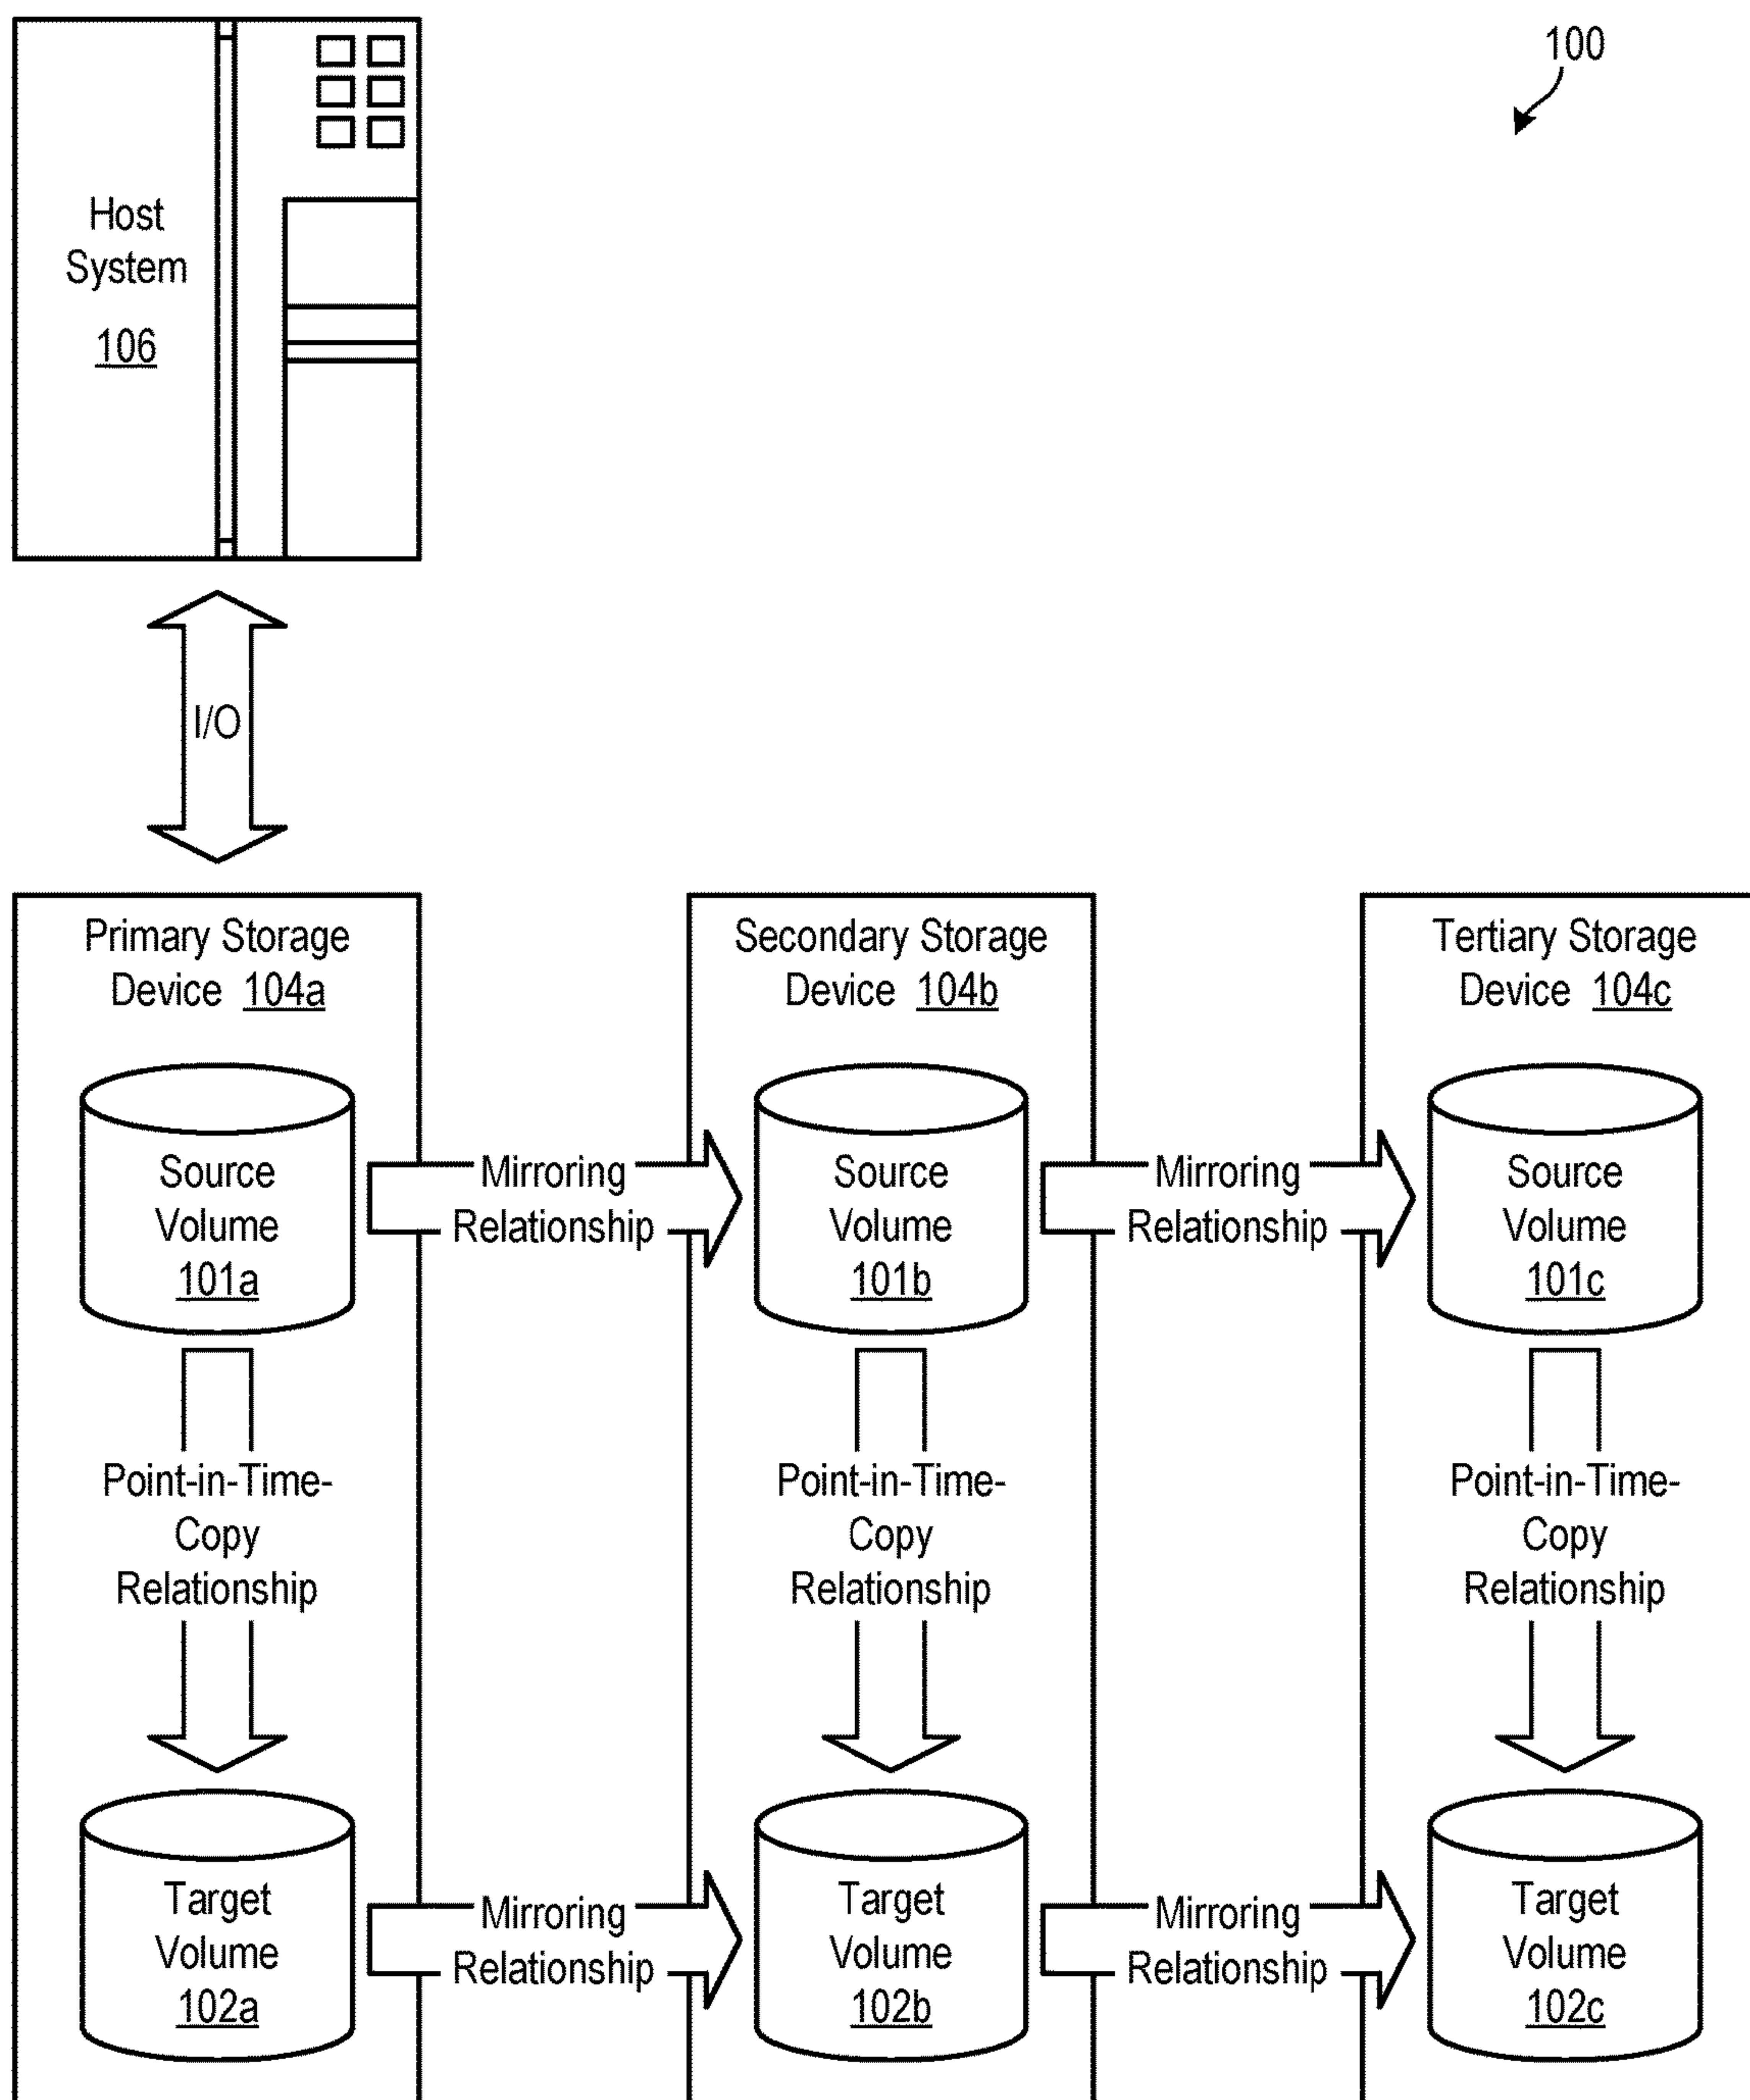 100
Host
System
106
I/O
Primary Storage
Device 104a
Secondary Storage
Device 104b
Tertiary Storage
Device 104c
Source
Volume
101a
Mirroring
Relationship
Source
Volume
101b
Mirroring
Relationship
Source
Volume
101c
Point-in-Time-
Copy
Relationship
Point-in-Time-
Copy
Relationship
Point-in-Time-
Copy
Relationship
Target
Volume
102a
Mirroring
Relationship
Target
Volume
102b
Mirroring
Relationship
Target
Volume
102c